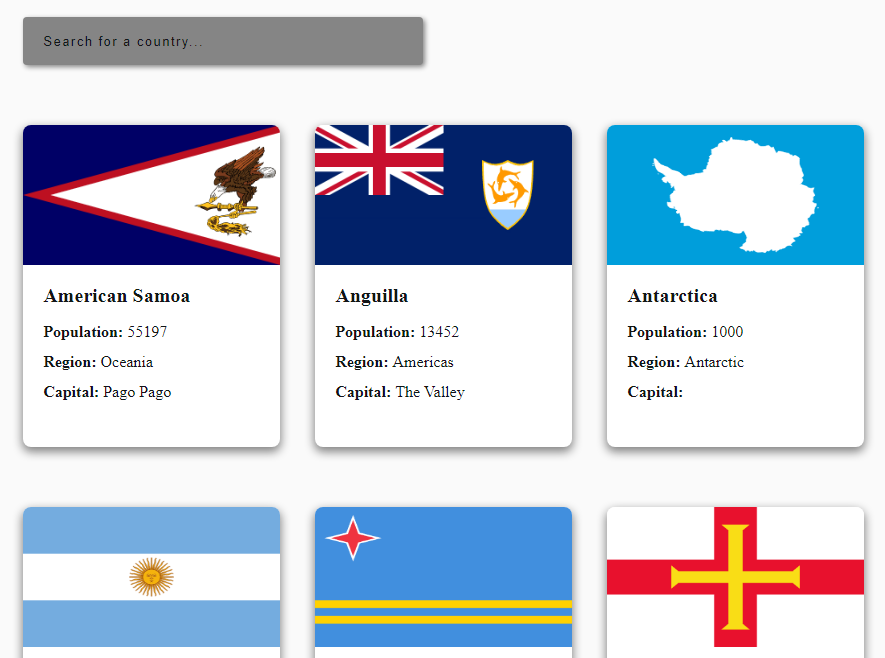 Search for a country...
American Samoa
Population: 55197
Region: Oceania
Capital: Pago Pago
Anguilla
Population: 13452
Region: Americas
Capital: The Valley
Antarctica
Population: 1000
Region: Antarctic
Capital: